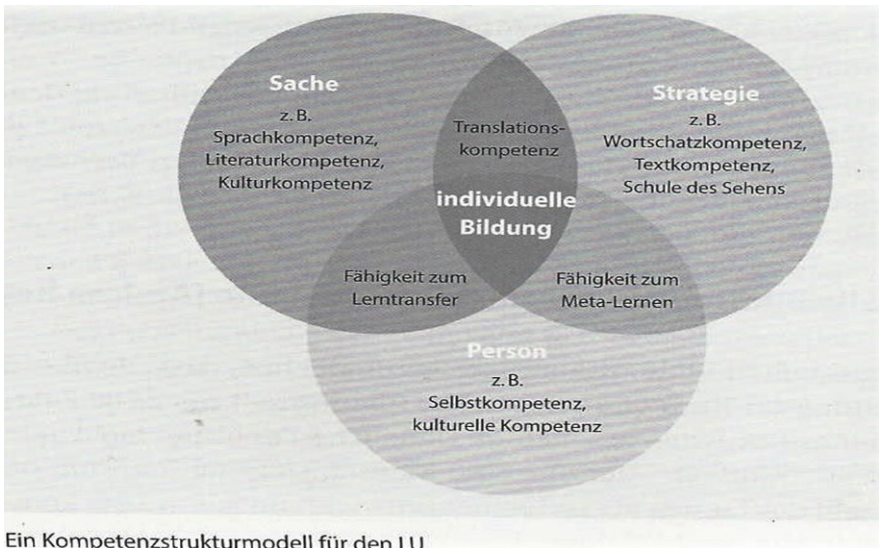 Sache
z. B.
Sprachkompetenz,
Literaturkompetenz,
Kulturkompetenz
Translations-
kompetenz
Strategie
z. B.
Wortschatzkompetenz,
Textkompetenz,
Schule des Sehens
individuelle
Bildung
Fähigkeit zum
Lerntransfer
Fähigkeit zum
Meta-Lernen
Person
z. B.
Selbstkompetenz,
kulturelle Kompetenz
Ein Kompetenzstrukturmodell für den LU